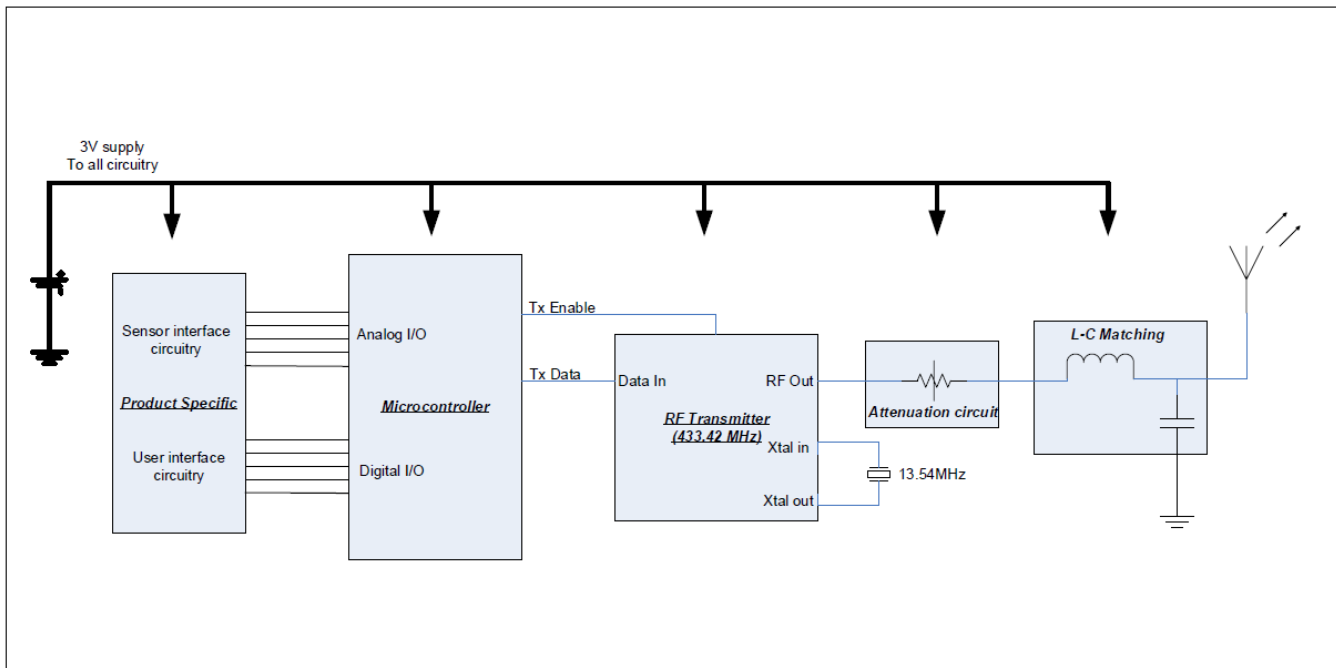 3V supply
To all circuitry
Sensor interface
circuitry
Product Specific
User interface
circuitry
Analog I/O
Microcontroller
Digital I/O
Tx Enable
Tx Data
Data In
RF Out
RF Transmitter
(433.42 MHz)
Xtal in
Xtal out
13.54MHz
Attenuation circuit
L-C Matching